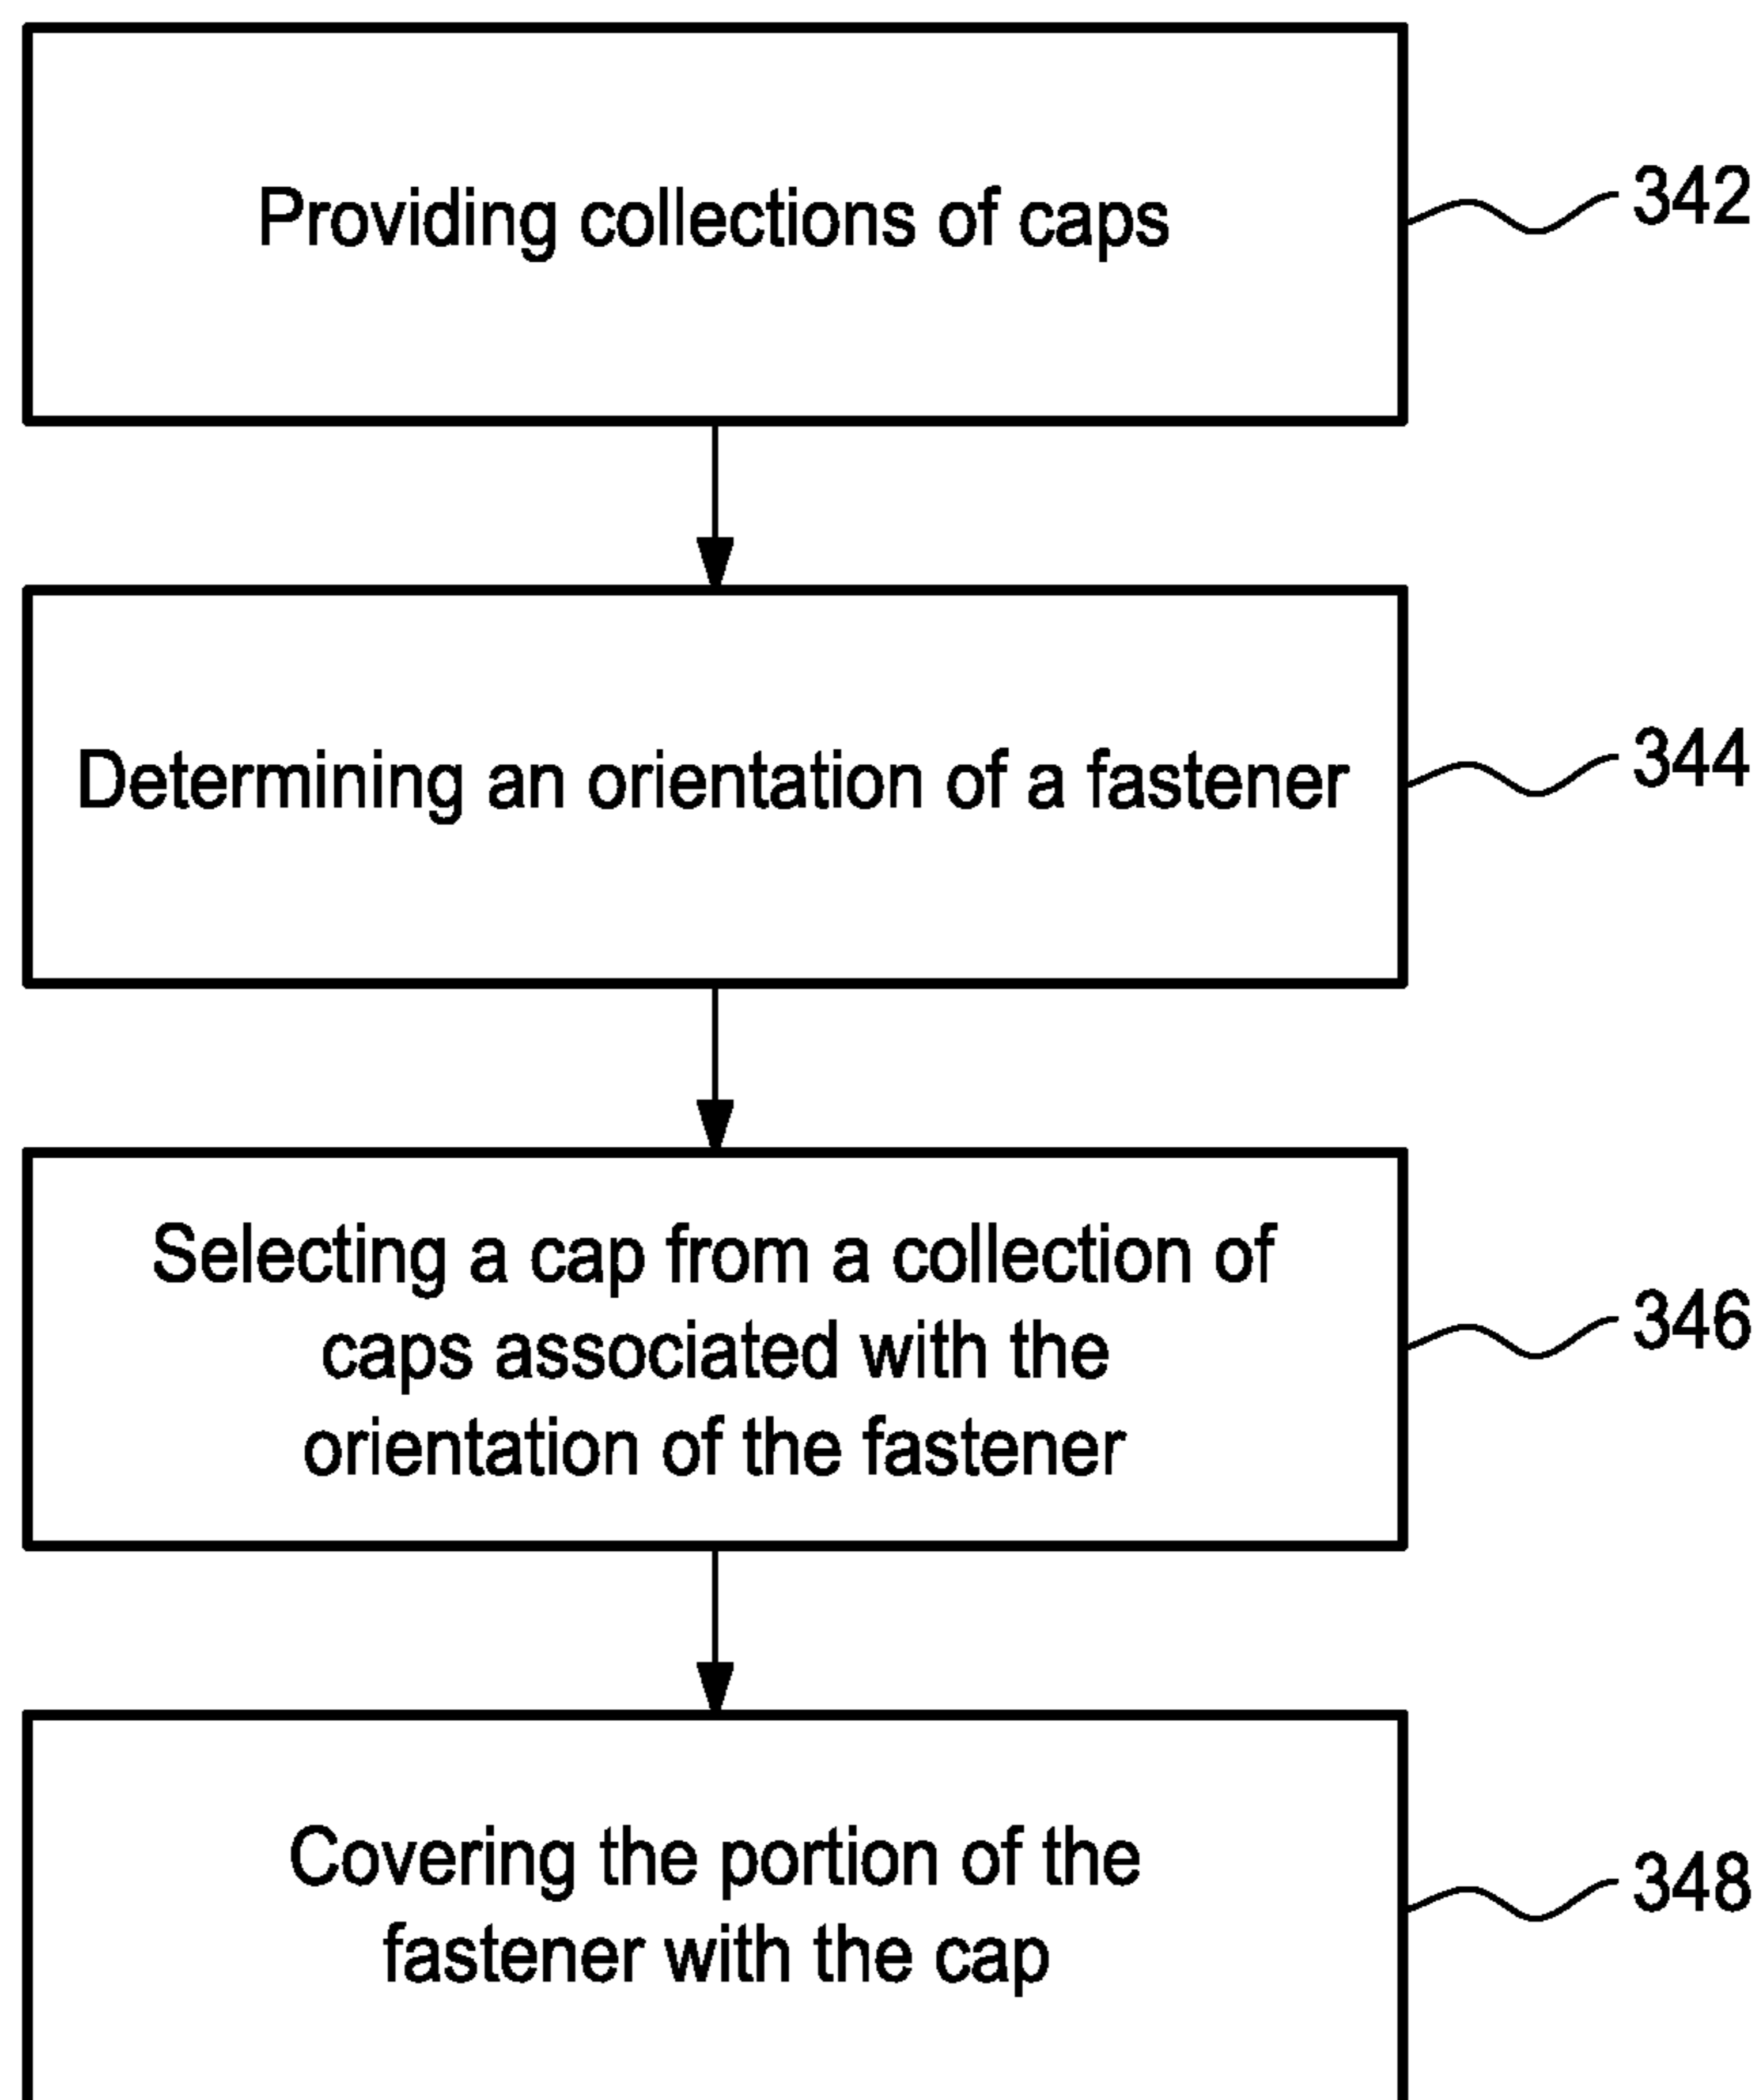 Providing collections of caps
342
Determining an orientation of a fastener
344
Selecting a cap from a collection of
caps associated with the
orientation of the fastener
346
Covering the portion of the
fastener with the cap
348